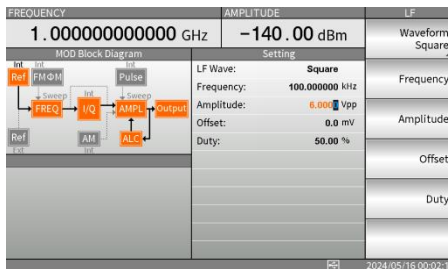 FREQUENCY
AMPLITUDE
LF
1.000000000000 GHz
−140.00 dBm
MOD Block Diagram
Setting
Int
Int
Int
Ref
FMΦM
Pulse
Sweep
Int
Sweep
FREQ
I/Q
AMPL
Output
Ref
AM
ALC
Ext
Int
LF Wave: Square
Frequency: 100.000000 kHz
Amplitude: 6.0000 Vpp
Offset: 0.0 mV
Duty: 50.00 %
Waveform
Square
Frequency
Amplitude
Offset
Duty
2024/05/16 00:02: